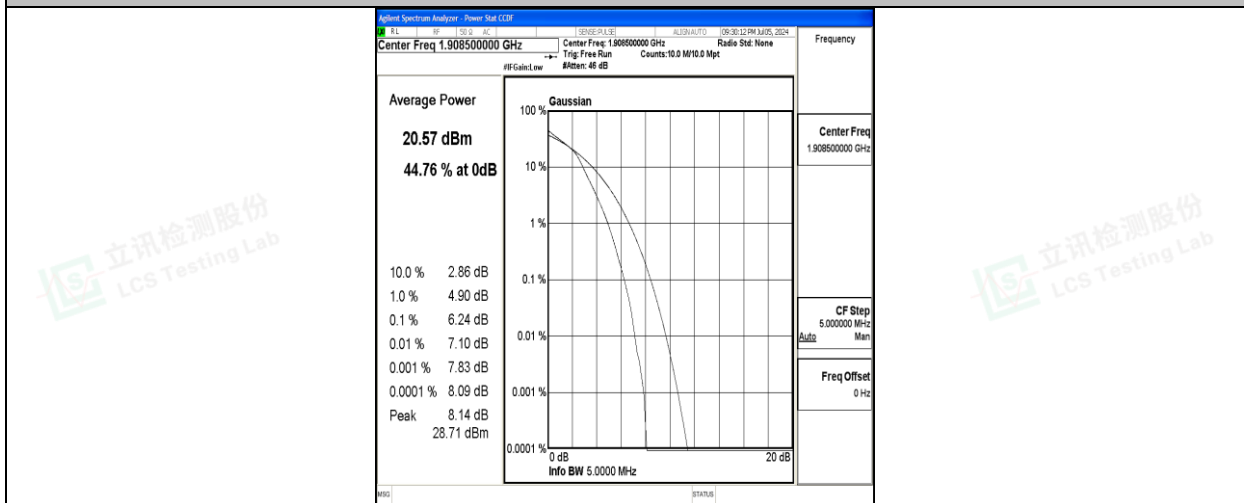 Agilent Spectrum Analyzer - Power Stat CCDF
RL RF 50 Ω AC SENSE:PULSE ALIGNAUTO 09:30:12 PM Jul 05, 2024
Center Freq 1.908500000 GHz
Center Freq: 1.908500000 GHz Radio Std: None
Trig: Free Run Counts:10.0 M/10.0 Mpt
#IFGain:Low #Atten: 46 dB
Frequency
Center Freq
1.908500000 GHz
CF Step
5.000000 MHz
Auto Man
Freq Offset
0 Hz
Average Power
20.57 dBm
44.76 % at 0dB
10.0 % 2.86 dB
1.0 % 4.90 dB
0.1 % 6.24 dB
0.01 % 7.10 dB
0.001 % 7.83 dB
0.0001 % 8.09 dB
Peak 8.14 dB
28.71 dBm
Gaussian
100 %
10 %
1 %
0.1 %
0.01 %
0.001 %
0.0001 %
0 dB 20 dB
Info BW 5.0000 MHz
MSG STATUS
立讯检测股份
LCS Testing Lab
立讯检测股份
LCS Testing Lab